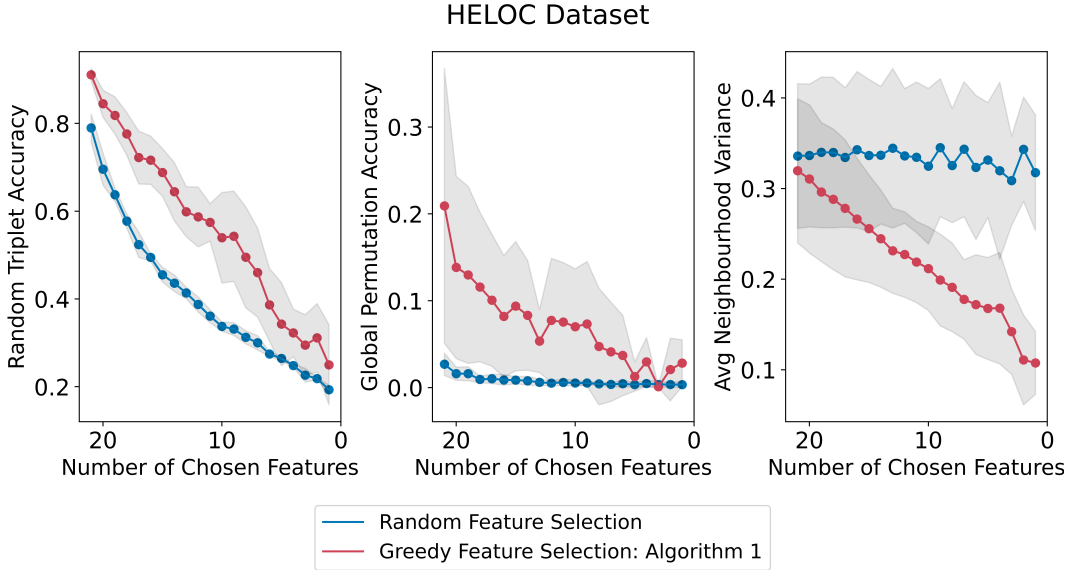 HELOC Dataset
Random Triplet Accuracy
0.8
0.6
0.4
0.2
20 10 0
Number of Chosen Features
Global Permutation Accuracy
0.3
0.2
0.1
0.0
20 10 0
Number of Chosen Features
Avg Neighbourhood Variance
0.4
0.3
0.2
0.1
20 10 0
Number of Chosen Features
Random Feature Selection
Greedy Feature Selection: Algorithm 1